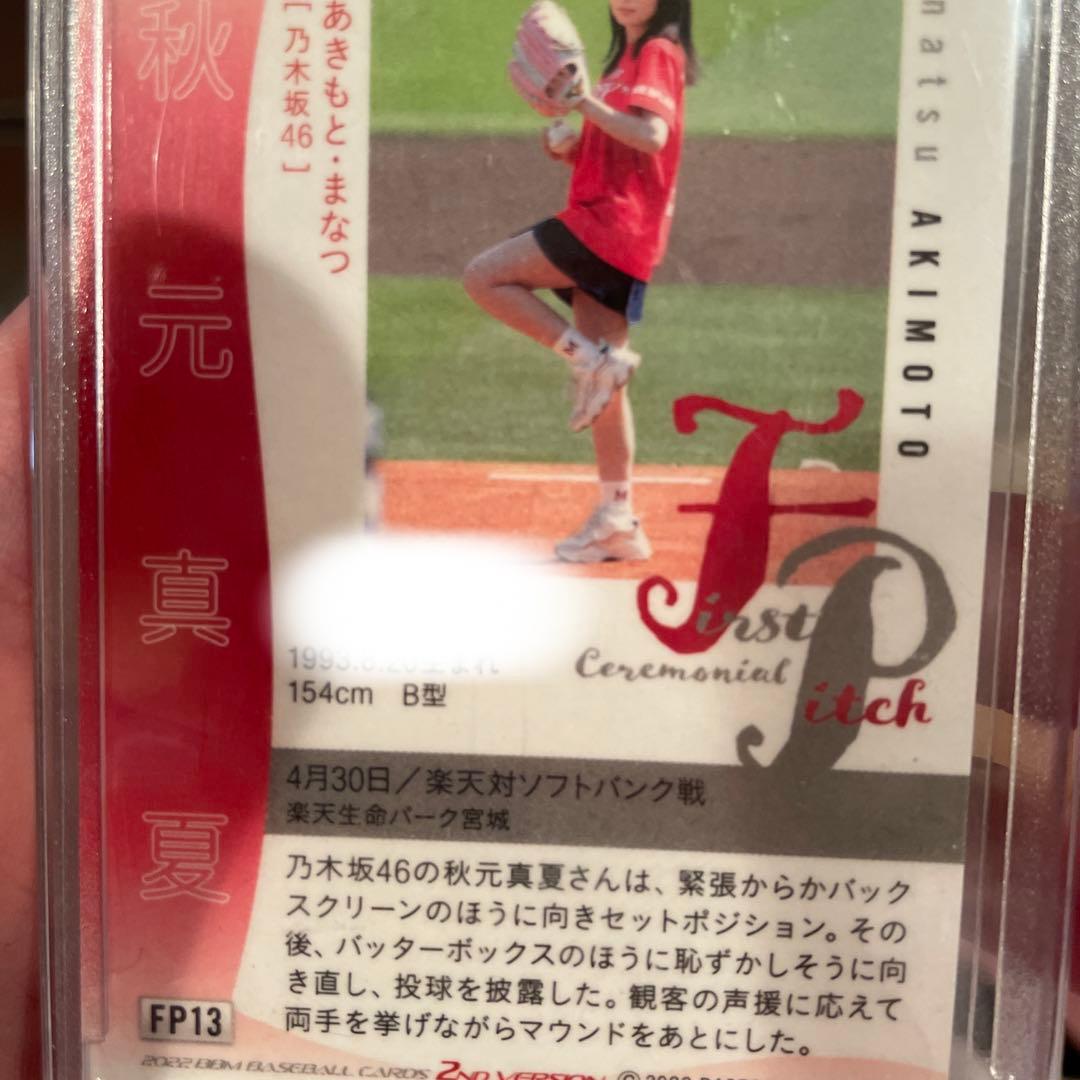 秋元真夏
あきもと・まなつ
［乃木坂46］
natsu AKIMOTO
First
Ceremonial
Pitch
154cm B型
4月30日／楽天対ソフトバンク戦
楽天生命パーク宮城
乃木坂46の秋元真夏さんは、緊張からかバック
スクリーンのほうに向きセットポジション。その
後、バッターボックスのほうに恥ずかしそうに向
き直し、投球を披露した。観客の声援に応えて
両手を挙げながらマウンドをあとにした。
FP13
2022 BBM BASEBALL CARDS 2ND VERSION